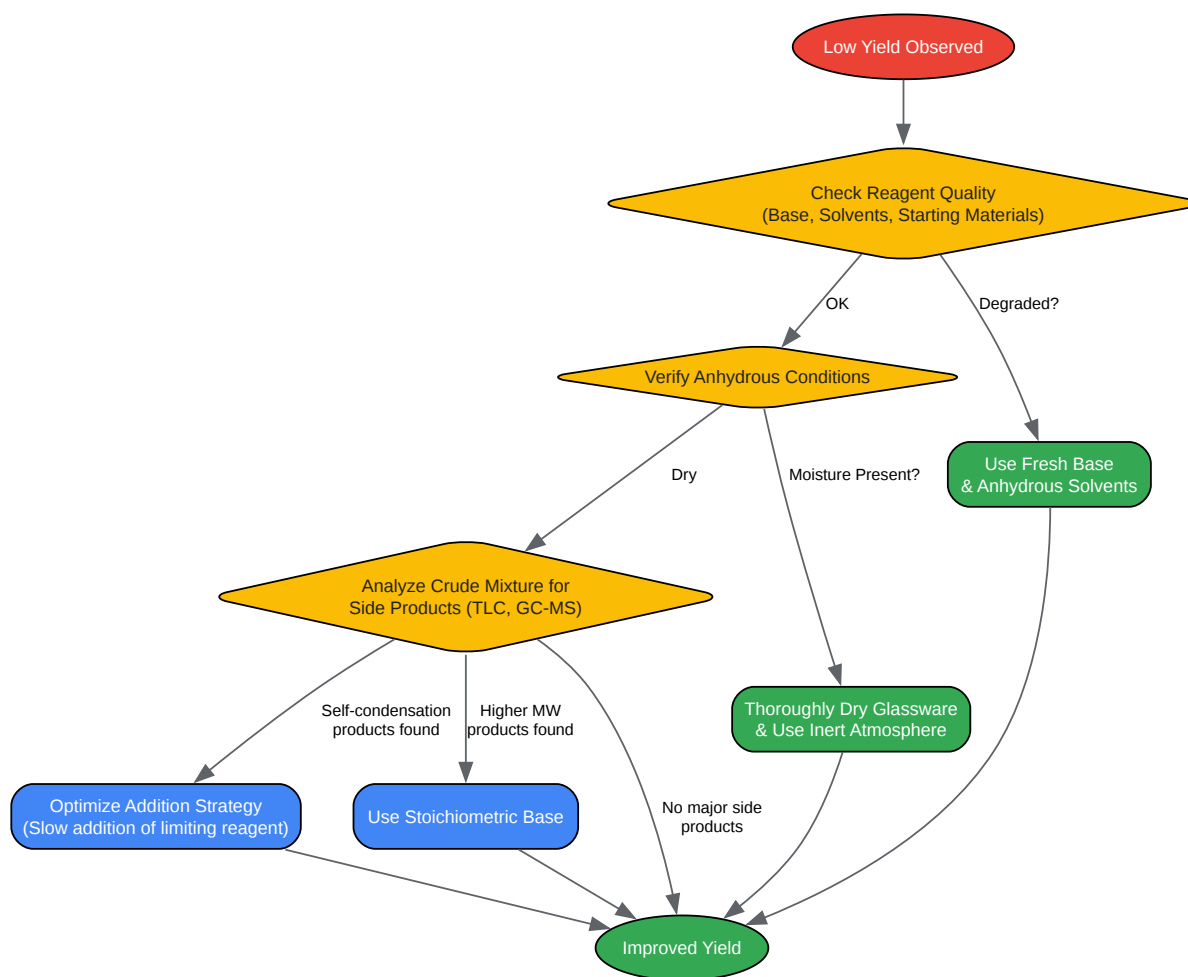 Low Yield Observed
Check Reagent Quality
(Base, Solvents, Starting Materials)
OK
Degraded?
Verify Anhydrous Conditions
Dry
Moisture Present?
Use Fresh Base
& Anhydrous Solvents
Analyze Crude Mixture for
Side Products (TLC, GC-MS)
Self-condensation
products found
Higher MW
products found
Thoroughly Dry Glassware
& Use Inert Atmosphere
Optimize Addition Strategy
(Slow addition of limiting reagent)
Use Stoichiometric Base
No major side
products
Improved Yield